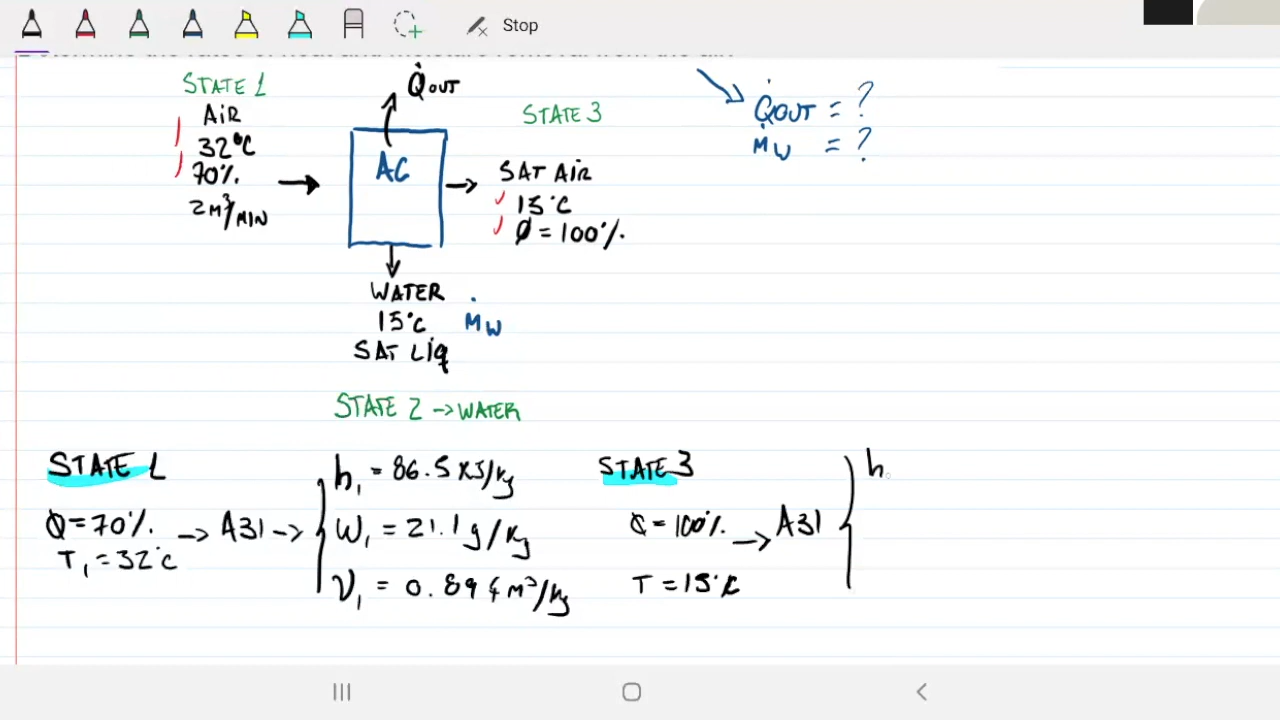 Stop
STATE 1
AIR
32°C
70%
2M³/MIN
Q̇OUT
AC
STATE 3
SAT AIR
15°C
Ø = 100%
Q̇OUT = ?
ṀW = ?
WATER
15°C
ṀW
SAT LIQ
STATE 2 → WATER
STATE 1
Ø = 70% → A31 →
T₁ = 32°C
h₁ = 86.5 KJ/Kg
W₁ = 21.1 g/Kg
V₁ = 0.894 M³/Kg
STATE 3
Ø = 100% → A31
T = 15°C
h